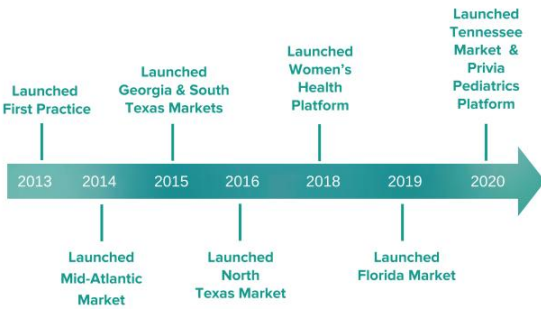 Launched
First Practice
Launched
Georgia & South
Texas Markets
Launched
Women's
Health
Platform
Launched
Tennessee
Market &
Privia
Pediatrics
Platform
2013 2014 2015 2016 2018 2019 2020
Launched
Mid-Atlantic
Market
Launched
North
Texas Market
Launched
Florida Market